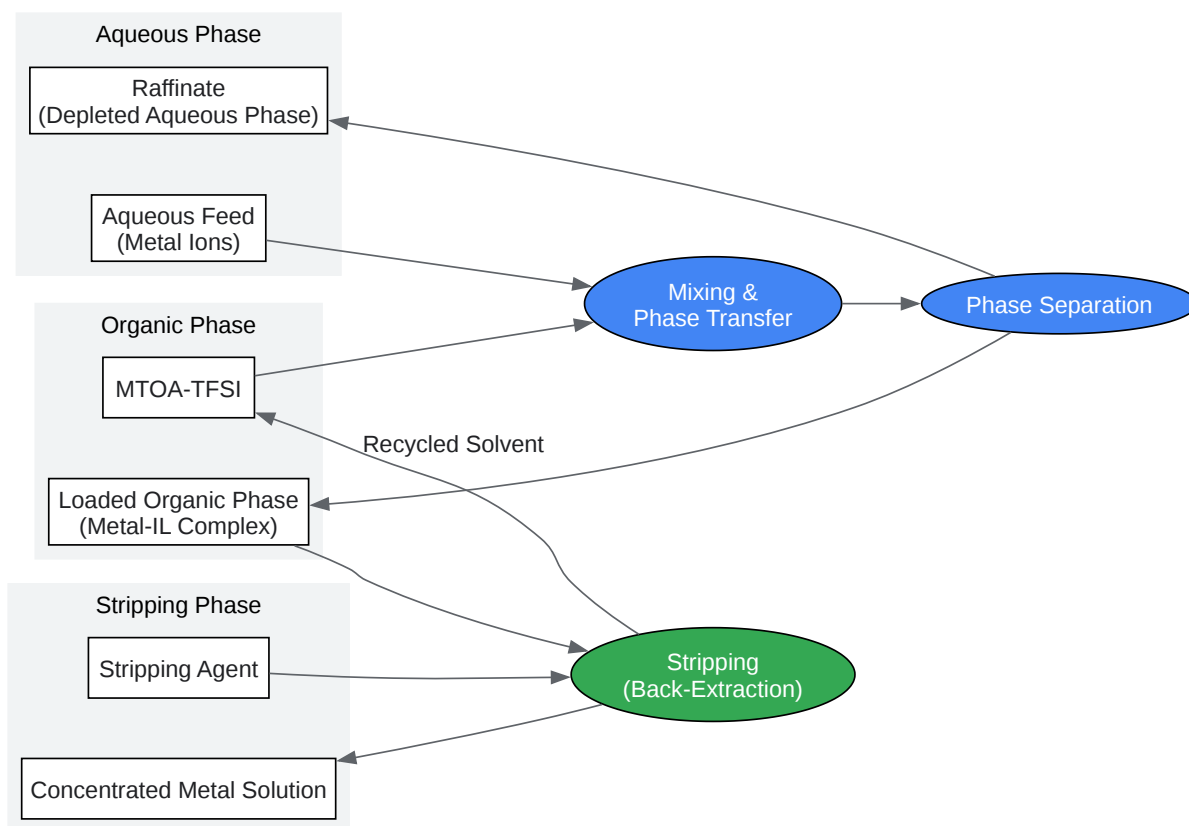 Aqueous Phase
Raffinate
(Depleted Aqueous Phase)
Aqueous Feed
(Metal Ions)
Mixing &
Phase Transfer
Phase Separation
Organic Phase
MTOA-TFSI
Recycled Solvent
Loaded Organic Phase
(Metal-IL Complex)
Stripping Phase
Stripping Agent
Stripping
(Back-Extraction)
Concentrated Metal Solution